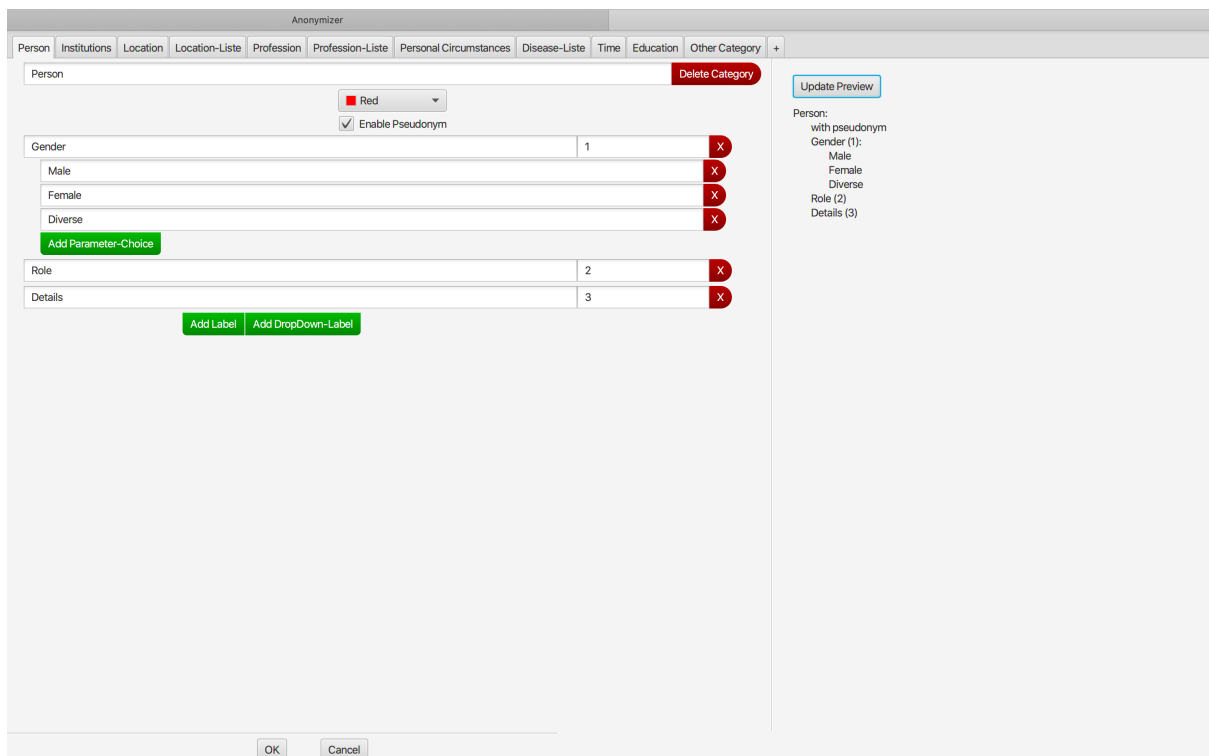 Anonymizer
Person Institutions Location Location-Liste Profession Profession-Liste Personal Circumstances Disease-Liste Time Education Other Category +
Person Delete Category
Red
Enable Pseudonym
Gender 1 X
Male X
Female X
Diverse X
Add Parameter-Choice
Role 2 X
Details 3 X
Add Label Add DropDown-Label
Update Preview
Person:
with pseudonym
Gender (1):
Male
Female
Diverse
Role (2)
Details (3)
OK Cancel